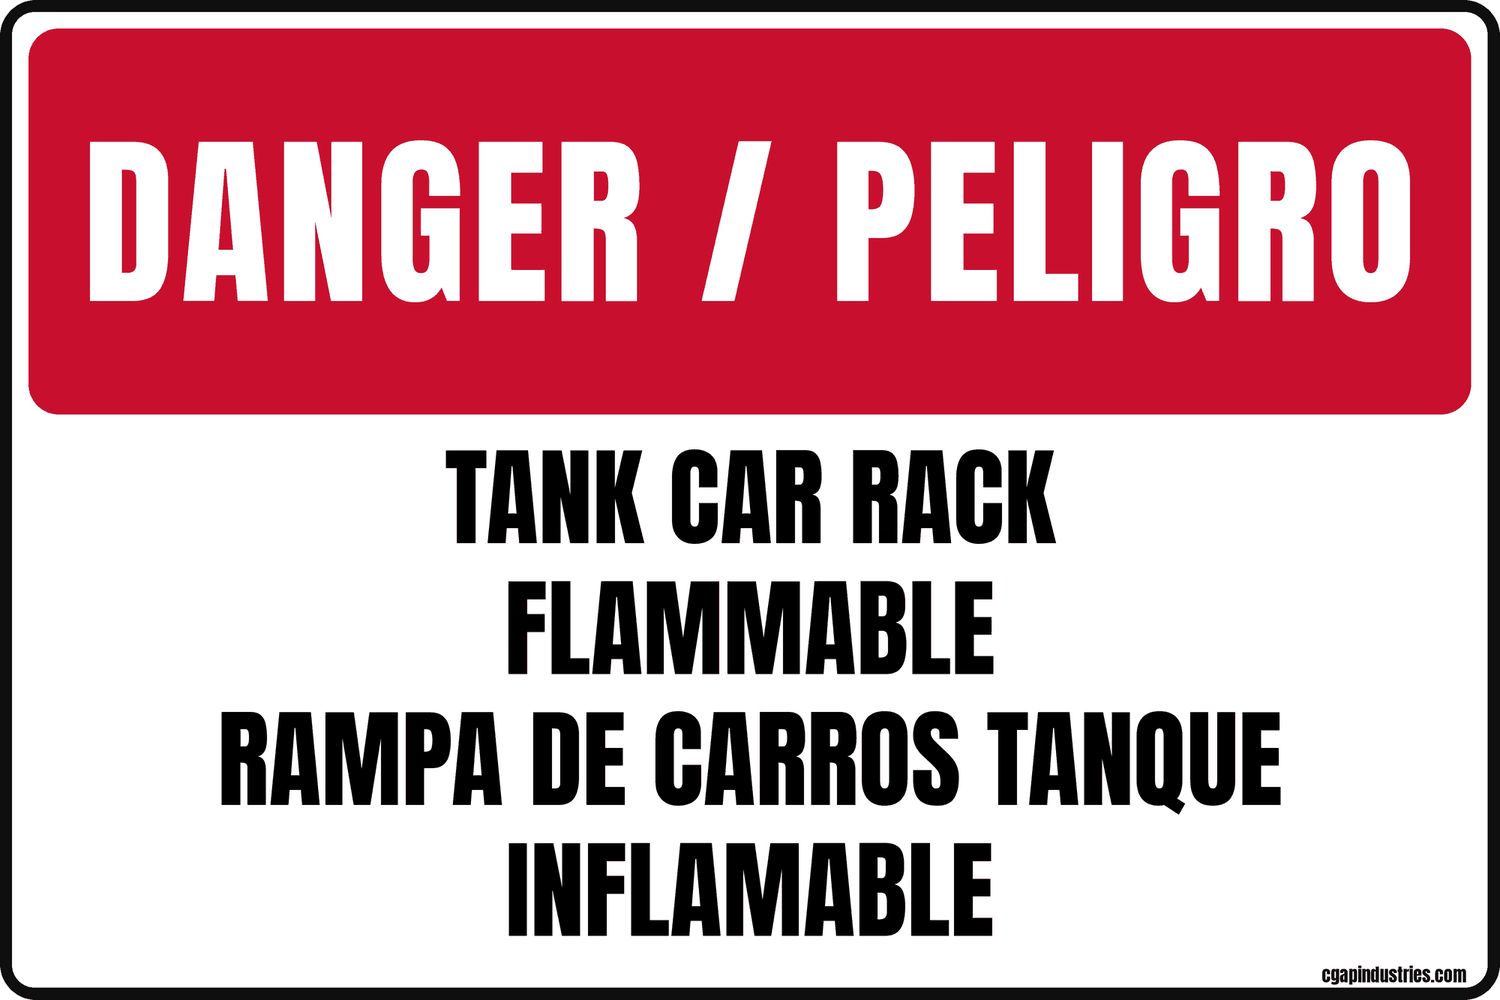 DANGER / PELIGRO
TANK CAR RACK
FLAMMABLE
RAMPA DE CARROS TANQUE
INFLAMABLE
cgapindustries.com